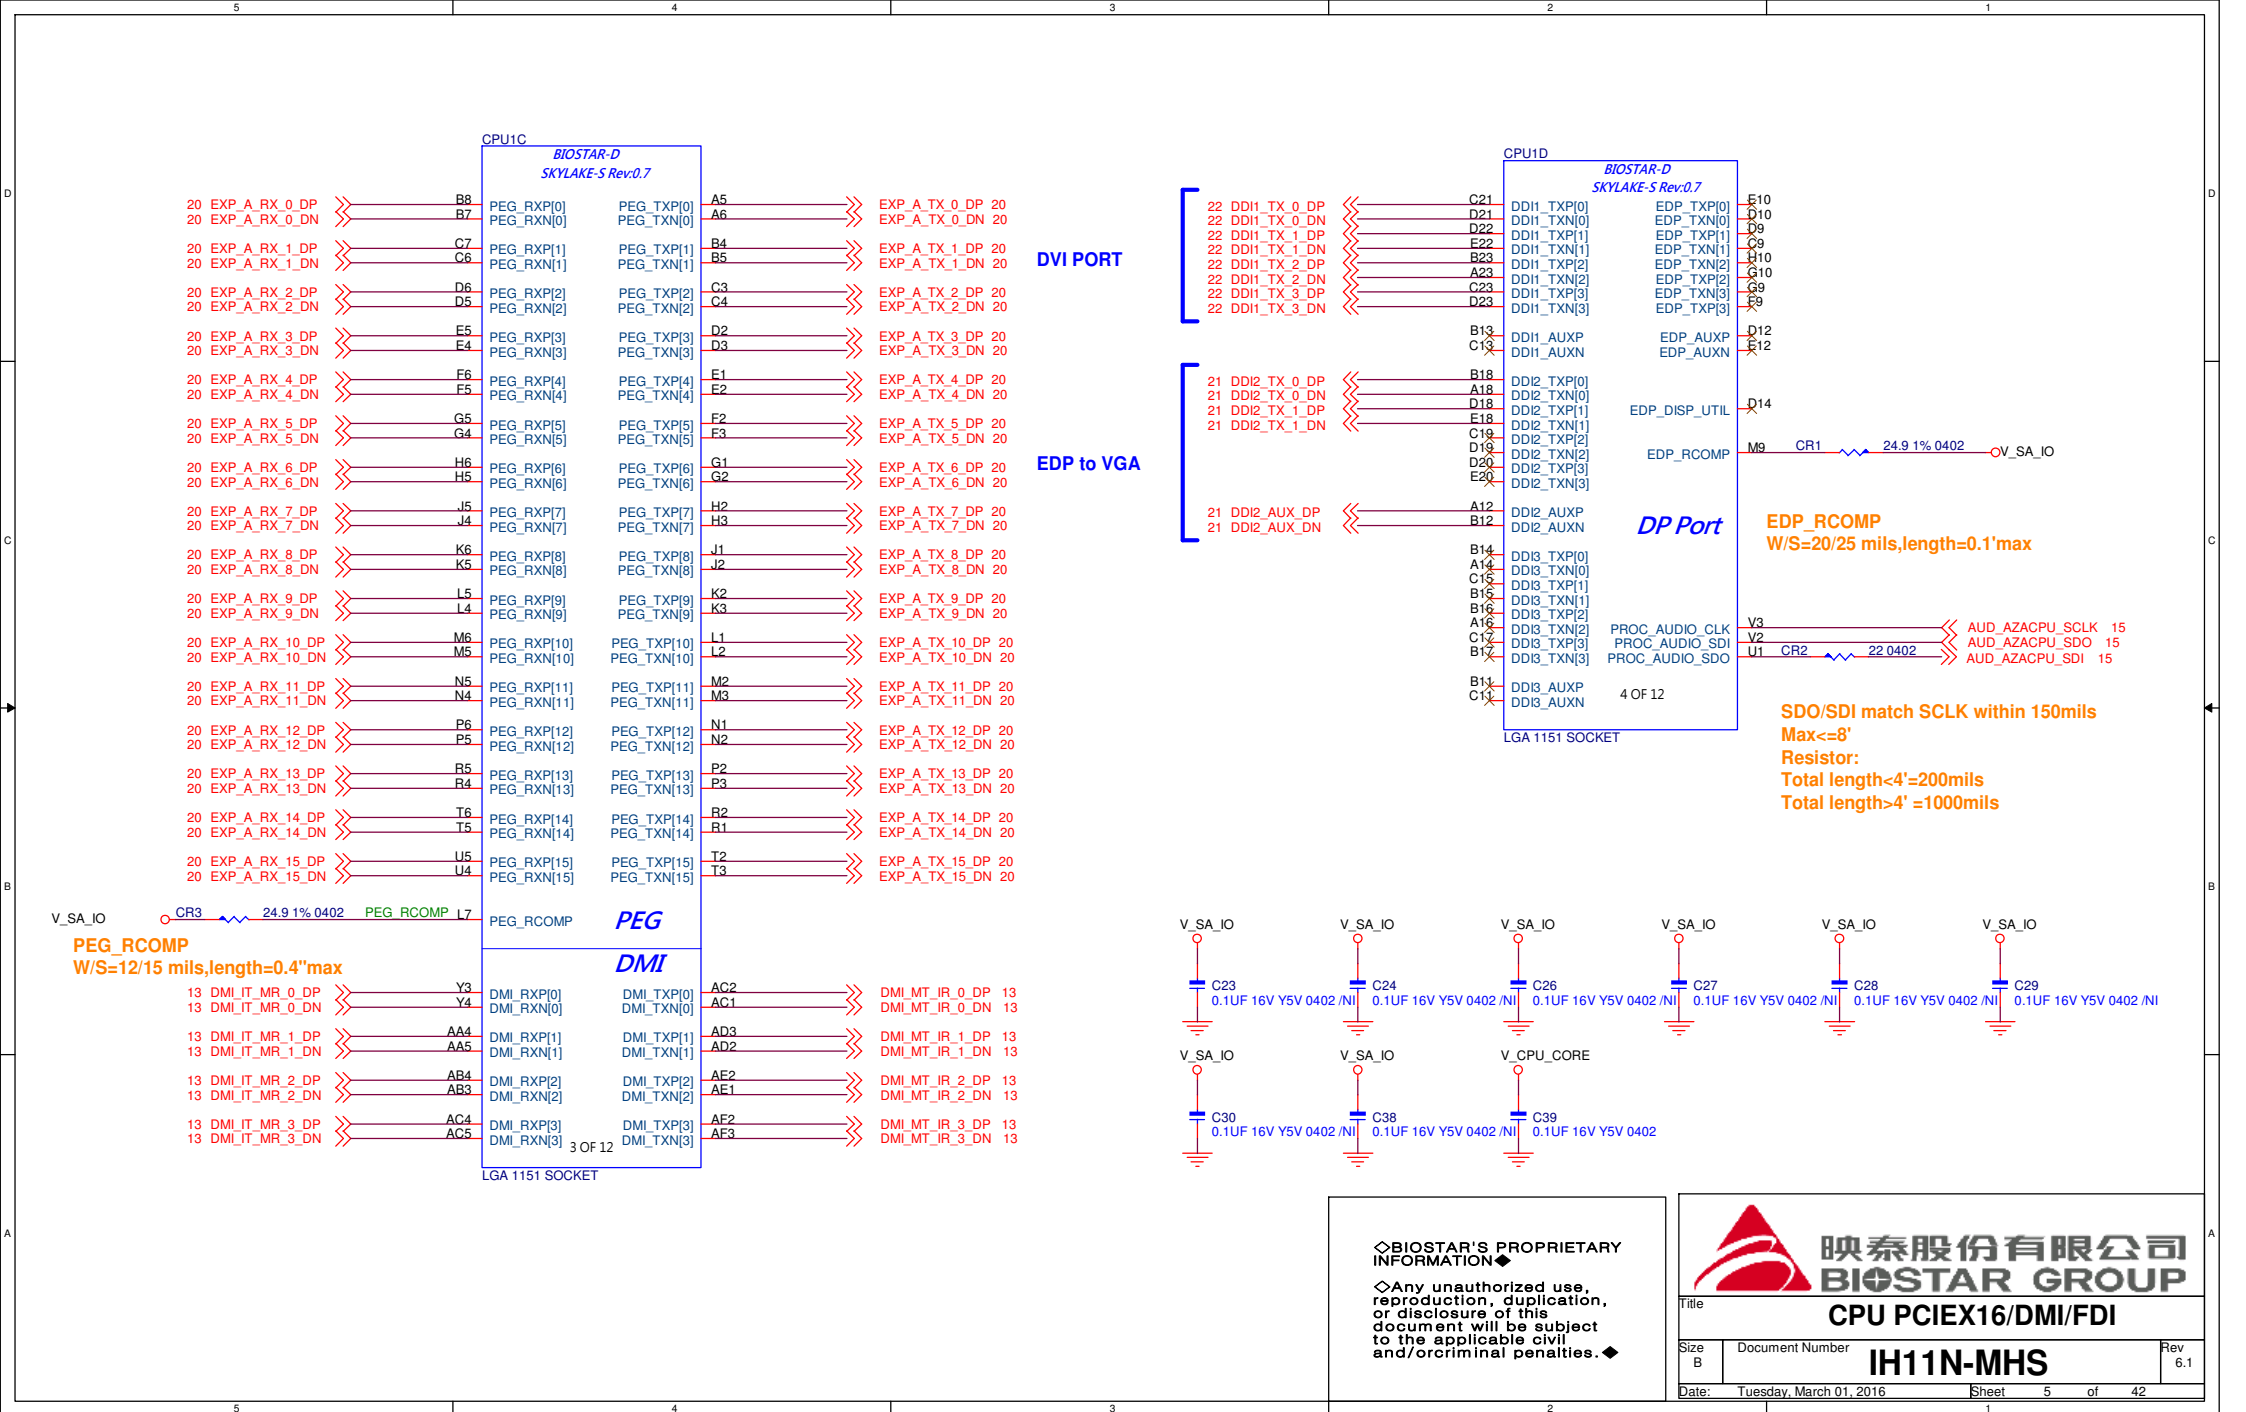 5 4 3 2 1
D
C
B
A
CPU1C
BIOSTAR-D
SKYLAKE-S Rev:0.7
20 EXP_A_RX_0_DP B8 PEG_RXP[0] PEG_TXP[0] A5 EXP_A_TX_0_DP 20
20 EXP_A_RX_0_DN B7 PEG_RXN[0] PEG_TXN[0] A6 EXP_A_TX_0_DN 20
20 EXP_A_RX_1_DP C7 PEG_RXP[1] PEG_TXP[1] B4 EXP_A_TX_1_DP 20
20 EXP_A_RX_1_DN C6 PEG_RXN[1] PEG_TXN[1] B5 EXP_A_TX_1_DN 20
20 EXP_A_RX_2_DP D6 PEG_RXP[2] PEG_TXP[2] C3 EXP_A_TX_2_DP 20
20 EXP_A_RX_2_DN D5 PEG_RXN[2] PEG_TXN[2] C4 EXP_A_TX_2_DN 20
20 EXP_A_RX_3_DP E5 PEG_RXP[3] PEG_TXP[3] D2 EXP_A_TX_3_DP 20
20 EXP_A_RX_3_DN E4 PEG_RXN[3] PEG_TXN[3] D3 EXP_A_TX_3_DN 20
20 EXP_A_RX_4_DP F6 PEG_RXP[4] PEG_TXP[4] E1 EXP_A_TX_4_DP 20
20 EXP_A_RX_4_DN F5 PEG_RXN[4] PEG_TXN[4] E2 EXP_A_TX_4_DN 20
20 EXP_A_RX_5_DP G5 PEG_RXP[5] PEG_TXP[5] F2 EXP_A_TX_5_DP 20
20 EXP_A_RX_5_DN G4 PEG_RXN[5] PEG_TXN[5] F3 EXP_A_TX_5_DN 20
20 EXP_A_RX_6_DP H6 PEG_RXP[6] PEG_TXP[6] G1 EXP_A_TX_6_DP 20
20 EXP_A_RX_6_DN H5 PEG_RXN[6] PEG_TXN[6] G2 EXP_A_TX_6_DN 20
20 EXP_A_RX_7_DP J5 PEG_RXP[7] PEG_TXP[7] H2 EXP_A_TX_7_DP 20
20 EXP_A_RX_7_DN J4 PEG_RXN[7] PEG_TXN[7] H3 EXP_A_TX_7_DN 20
20 EXP_A_RX_8_DP K6 PEG_RXP[8] PEG_TXP[8] J1 EXP_A_TX_8_DP 20
20 EXP_A_RX_8_DN K5 PEG_RXN[8] PEG_TXN[8] J2 EXP_A_TX_8_DN 20
20 EXP_A_RX_9_DP L5 PEG_RXP[9] PEG_TXP[9] K2 EXP_A_TX_9_DP 20
20 EXP_A_RX_9_DN L4 PEG_RXN[9] PEG_TXN[9] K3 EXP_A_TX_9_DN 20
20 EXP_A_RX_10_DP M6 PEG_RXP[10] PEG_TXP[10] L1 EXP_A_TX_10_DP 20
20 EXP_A_RX_10_DN M5 PEG_RXN[10] PEG_TXN[10] L2 EXP_A_TX_10_DN 20
20 EXP_A_RX_11_DP N5 PEG_RXP[11] PEG_TXP[11] M2 EXP_A_TX_11_DP 20
20 EXP_A_RX_11_DN N4 PEG_RXN[11] PEG_TXN[11] M3 EXP_A_TX_11_DN 20
20 EXP_A_RX_12_DP P6 PEG_RXP[12] PEG_TXP[12] N1 EXP_A_TX_12_DP 20
20 EXP_A_RX_12_DN P5 PEG_RXN[12] PEG_TXN[12] N2 EXP_A_TX_12_DN 20
20 EXP_A_RX_13_DP R5 PEG_RXP[13] PEG_TXP[13] P2 EXP_A_TX_13_DP 20
20 EXP_A_RX_13_DN R4 PEG_RXN[13] PEG_TXN[13] P3 EXP_A_TX_13_DN 20
20 EXP_A_RX_14_DP T6 PEG_RXP[14] PEG_TXP[14] R2 EXP_A_TX_14_DP 20
20 EXP_A_RX_14_DN T5 PEG_RXN[14] PEG_TXN[14] R1 EXP_A_TX_14_DN 20
20 EXP_A_RX_15_DP U5 PEG_RXP[15] PEG_TXP[15] T2 EXP_A_TX_15_DP 20
20 EXP_A_RX_15_DN U4 PEG_RXN[15] PEG_TXN[15] T3 EXP_A_TX_15_DN 20
V_SA_IO CR3 24.9 1% 0402 PEG_RCOMP L7 PEG_RCOMP PEG
PEG_RCOMP
W/S=12/15 mils,length=0.4"max
DMI
13 DMI_IT_MR_0_DP Y3 DMI_RXP[0] DMI_TXP[0] AC2 DMI_MT_IR_0_DP 13
13 DMI_IT_MR_0_DN Y4 DMI_RXN[0] DMI_TXN[0] AC1 DMI_MT_IR_0_DN 13
13 DMI_IT_MR_1_DP AA4 DMI_RXP[1] DMI_TXP[1] AD3 DMI_MT_IR_1_DP 13
13 DMI_IT_MR_1_DN AA5 DMI_RXN[1] DMI_TXN[1] AD2 DMI_MT_IR_1_DN 13
13 DMI_IT_MR_2_DP AB4 DMI_RXP[2] DMI_TXP[2] AE2 DMI_MT_IR_2_DP 13
13 DMI_IT_MR_2_DN AB3 DMI_RXN[2] DMI_TXN[2] AE1 DMI_MT_IR_2_DN 13
13 DMI_IT_MR_3_DP AC4 DMI_RXP[3] DMI_TXP[3] AF2 DMI_MT_IR_3_DP 13
13 DMI_IT_MR_3_DN AC5 DMI_RXN[3] DMI_TXN[3] AF3 DMI_MT_IR_3_DN 13
3 OF 12
LGA 1151 SOCKET
CPU1D
BIOSTAR-D
SKYLAKE-S Rev:0.7
DVI PORT
22 DDI1_TX_0_DP C21 DDI1_TXP[0] EDP_TXP[0] E10
22 DDI1_TX_0_DN D21 DDI1_TXN[0] EDP_TXN[0] D10
22 DDI1_TX_1_DP D22 DDI1_TXP[1] EDP_TXP[1] D9
22 DDI1_TX_1_DN E22 DDI1_TXN[1] EDP_TXN[1] C9
22 DDI1_TX_2_DP B23 DDI1_TXP[2] EDP_TXN[2] H10
22 DDI1_TX_2_DN A23 DDI1_TXN[2] EDP_TXP[2] G10
22 DDI1_TX_3_DP C23 DDI1_TXP[3] EDP_TXN[3] G9
22 DDI1_TX_3_DN D23 DDI1_TXN[3] EDP_TXP[3] F9
B13 DDI1_AUXP EDP_AUXP D12
C13 DDI1_AUXN EDP_AUXN E12
EDP to VGA
21 DDI2_TX_0_DP B18 DDI2_TXP[0]
21 DDI2_TX_0_DN A18 DDI2_TXN[0]
21 DDI2_TX_1_DP D18 DDI2_TXP[1] EDP_DISP_UTIL D14
21 DDI2_TX_1_DN E18 DDI2_TXN[1]
C19 DDI2_TXP[2]
D19 DDI2_TXN[2] EDP_RCOMP M9 CR1 24.9 1% 0402 V_SA_IO
D20 DDI2_TXP[3]
E20 DDI2_TXN[3]
21 DDI2_AUX_DP A12 DDI2_AUXP
21 DDI2_AUX_DN B12 DDI2_AUXN
DP Port
EDP_RCOMP
W/S=20/25 mils,length=0.1'max
B14 DDI3_TXP[0]
A14 DDI3_TXN[0]
C15 DDI3_TXP[1]
B15 DDI3_TXN[1]
B16 DDI3_TXP[2]
A16 DDI3_TXN[2] PROC_AUDIO_CLK V3 AUD_AZACPU_SCLK 15
C17 DDI3_TXP[3] PROC_AUDIO_SDI V2 AUD_AZACPU_SDO 15
B17 DDI3_TXN[3] PROC_AUDIO_SDO U1 CR2 22 0402 AUD_AZACPU_SDI 15
B11 DDI3_AUXP
C11 DDI3_AUXN
4 OF 12
LGA 1151 SOCKET
SDO/SDI match SCLK within 150mils
Max<=8'
Resistor:
Total length<4'=200mils
Total length>4' =1000mils
V_SA_IO V_SA_IO V_SA_IO V_SA_IO V_SA_IO V_SA_IO
C23 C24 C26 C27 C28 C29
0.1UF 16V Y5V 0402 /NI 0.1UF 16V Y5V 0402 /NI 0.1UF 16V Y5V 0402 /NI 0.1UF 16V Y5V 0402 /NI 0.1UF 16V Y5V 0402 /NI 0.1UF 16V Y5V 0402 /NI
V_SA_IO V_SA_IO V_CPU_CORE
C30 C38 C39
0.1UF 16V Y5V 0402 /NI 0.1UF 16V Y5V 0402 /NI 0.1UF 16V Y5V 0402
◇BIOSTAR'S PROPRIETARY
INFORMATION◆
◇Any unauthorized use,
reproduction, duplication,
or disclosure of this
document will be subject
to the applicable civil
and/orcriminal penalties.◆
映泰股份有限公司
BIOSTAR GROUP
Title
CPU PCIEX16/DMI/FDI
Size Document Number Rev
B IH11N-MHS 6.1
Date: Tuesday, March 01, 2016 Sheet 5 of 42
D
C
B
A
5 4 3 2 1